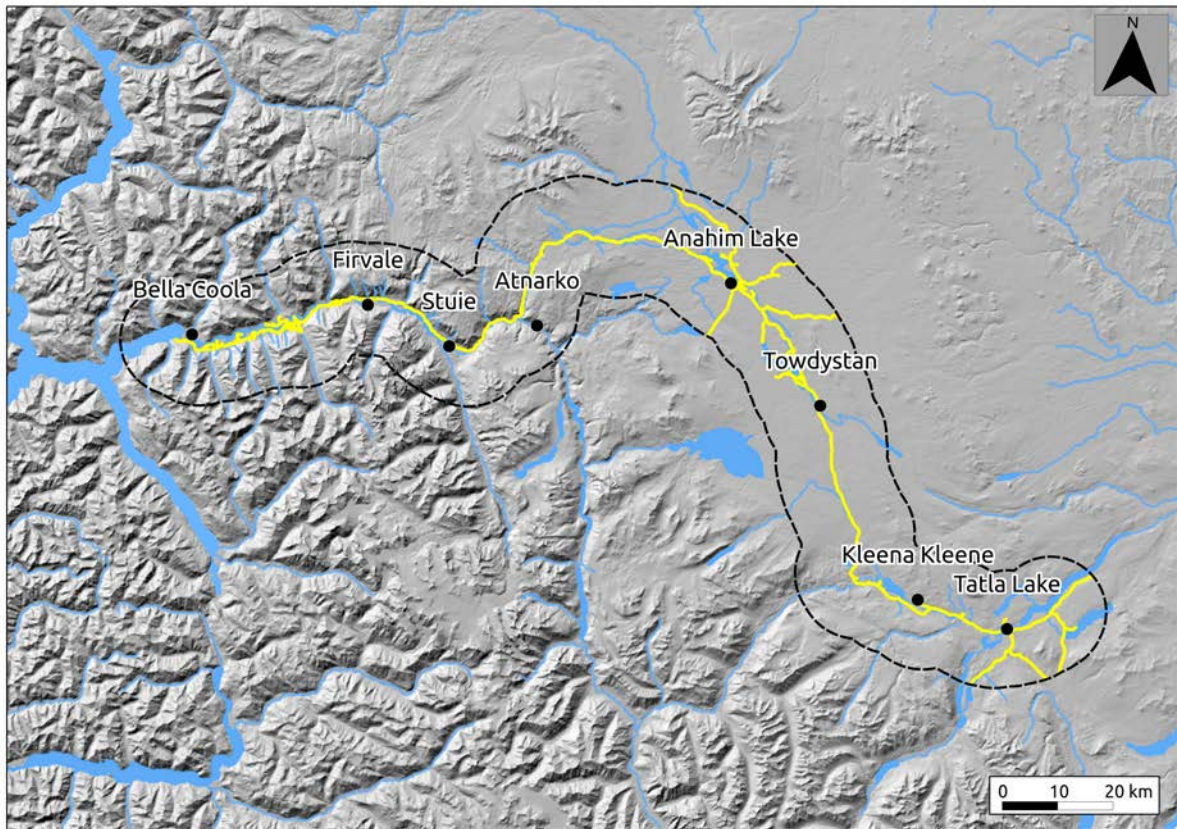 N
Anahim Lake
Firvale
Atnarko
Bella Coola
Stuie
Towdystan
Kleena Kleene
Tatla Lake
0 10 20 km